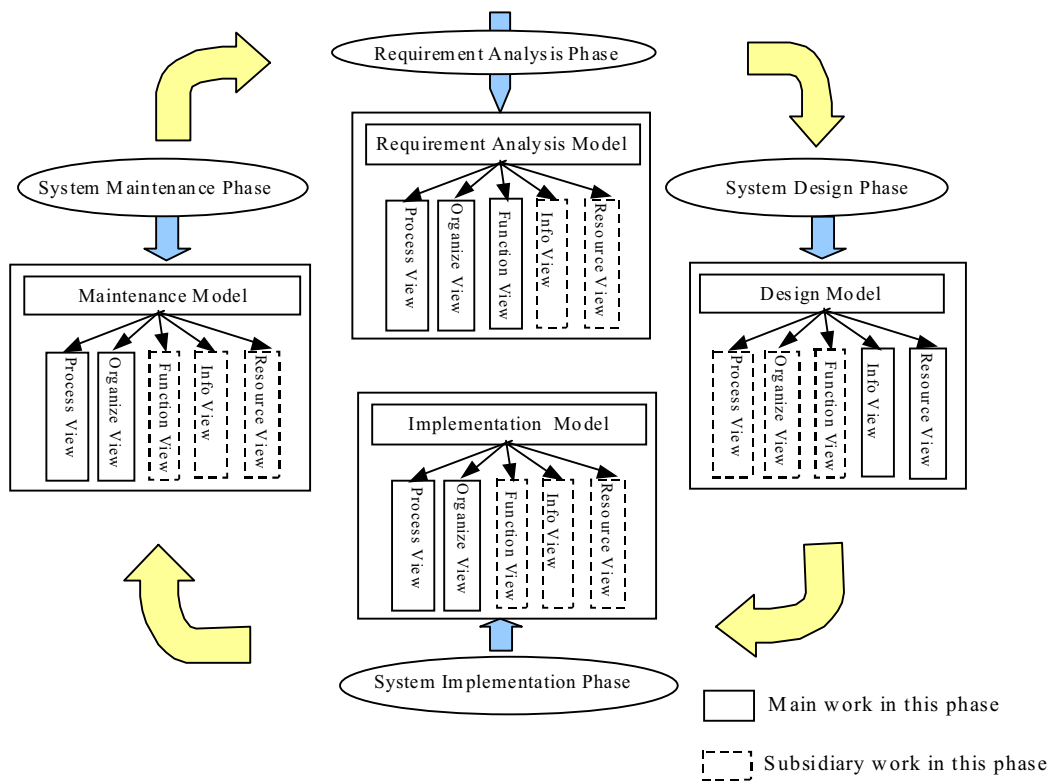 Requirement Analysis Phase
Requirement Analysis Model
Process View
Organize View
Function View
Info View
Resource View
System Maintenance Phase
Maintenance Model
Process View
Organize View
Function View
Info View
Resource View
System Design Phase
Design Model
Process View
Organize View
Function View
Info View
Resource View
Implementation Model
Process View
Organize View
Function View
Info View
Resource View
System Implementation Phase
Main work in this phase
Subsidiary work in this phase